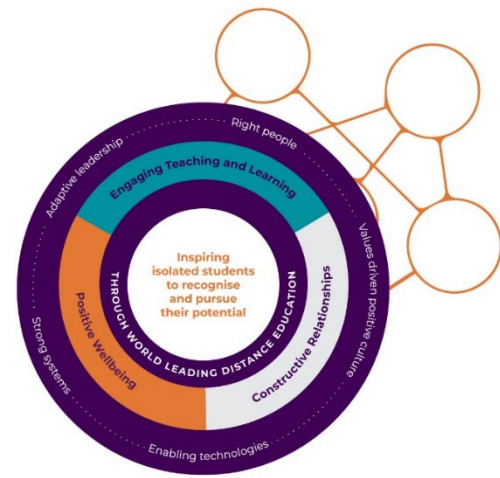 Adaptive leadership
Right people
Values driven positive culture
Enabling technologies
Strong systems
Engaging Teaching and Learning
Constructive Relationships
Positive Wellbeing
THROUGH WORLD LEADING DISTANCE EDUCATION
Inspiring
isolated students
to recognise
and pursue
their potential